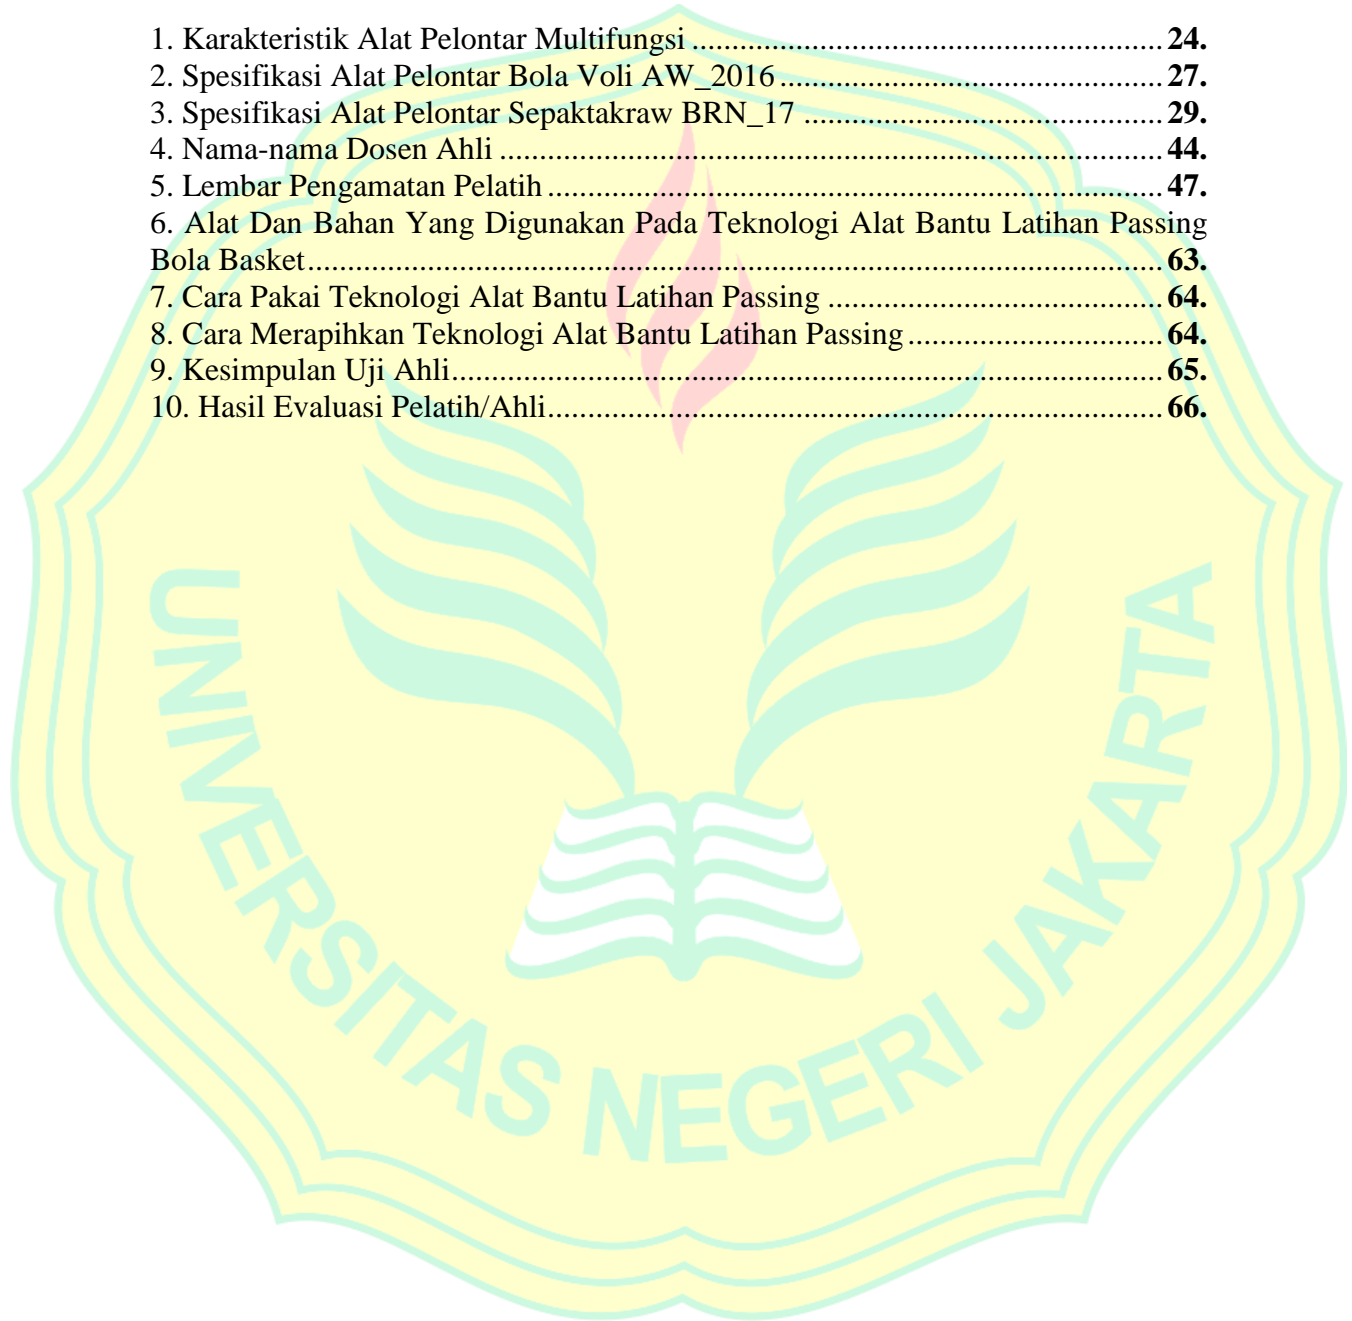 1. Karakteristik Alat Pelontar Multifungsi ............................................................. 24.
2. Spesifikasi Alat Pelontar Bola Voli AW_2016 .................................................. 27.
3. Spesifikasi Alat Pelontar Sepaktakraw BRN_17 ............................................... 29.
4. Nama-nama Dosen Ahli ...................................................................................... 44.
5. Lembar Pengamatan Pelatih ................................................................................ 47.
6. Alat Dan Bahan Yang Digunakan Pada Teknologi Alat Bantu Latihan Passing
Bola Basket ............................................................................................................... 63.
7. Cara Pakai Teknologi Alat Bantu Latihan Passing ............................................ 64.
8. Cara Merapihkan Teknologi Alat Bantu Latihan Passing ................................. 64.
9. Kesimpulan Uji Ahli ............................................................................................ 65.
10. Hasil Evaluasi Pelatih/Ahli ................................................................................ 66.
UNIVERSITAS NEGERI JAKARTA